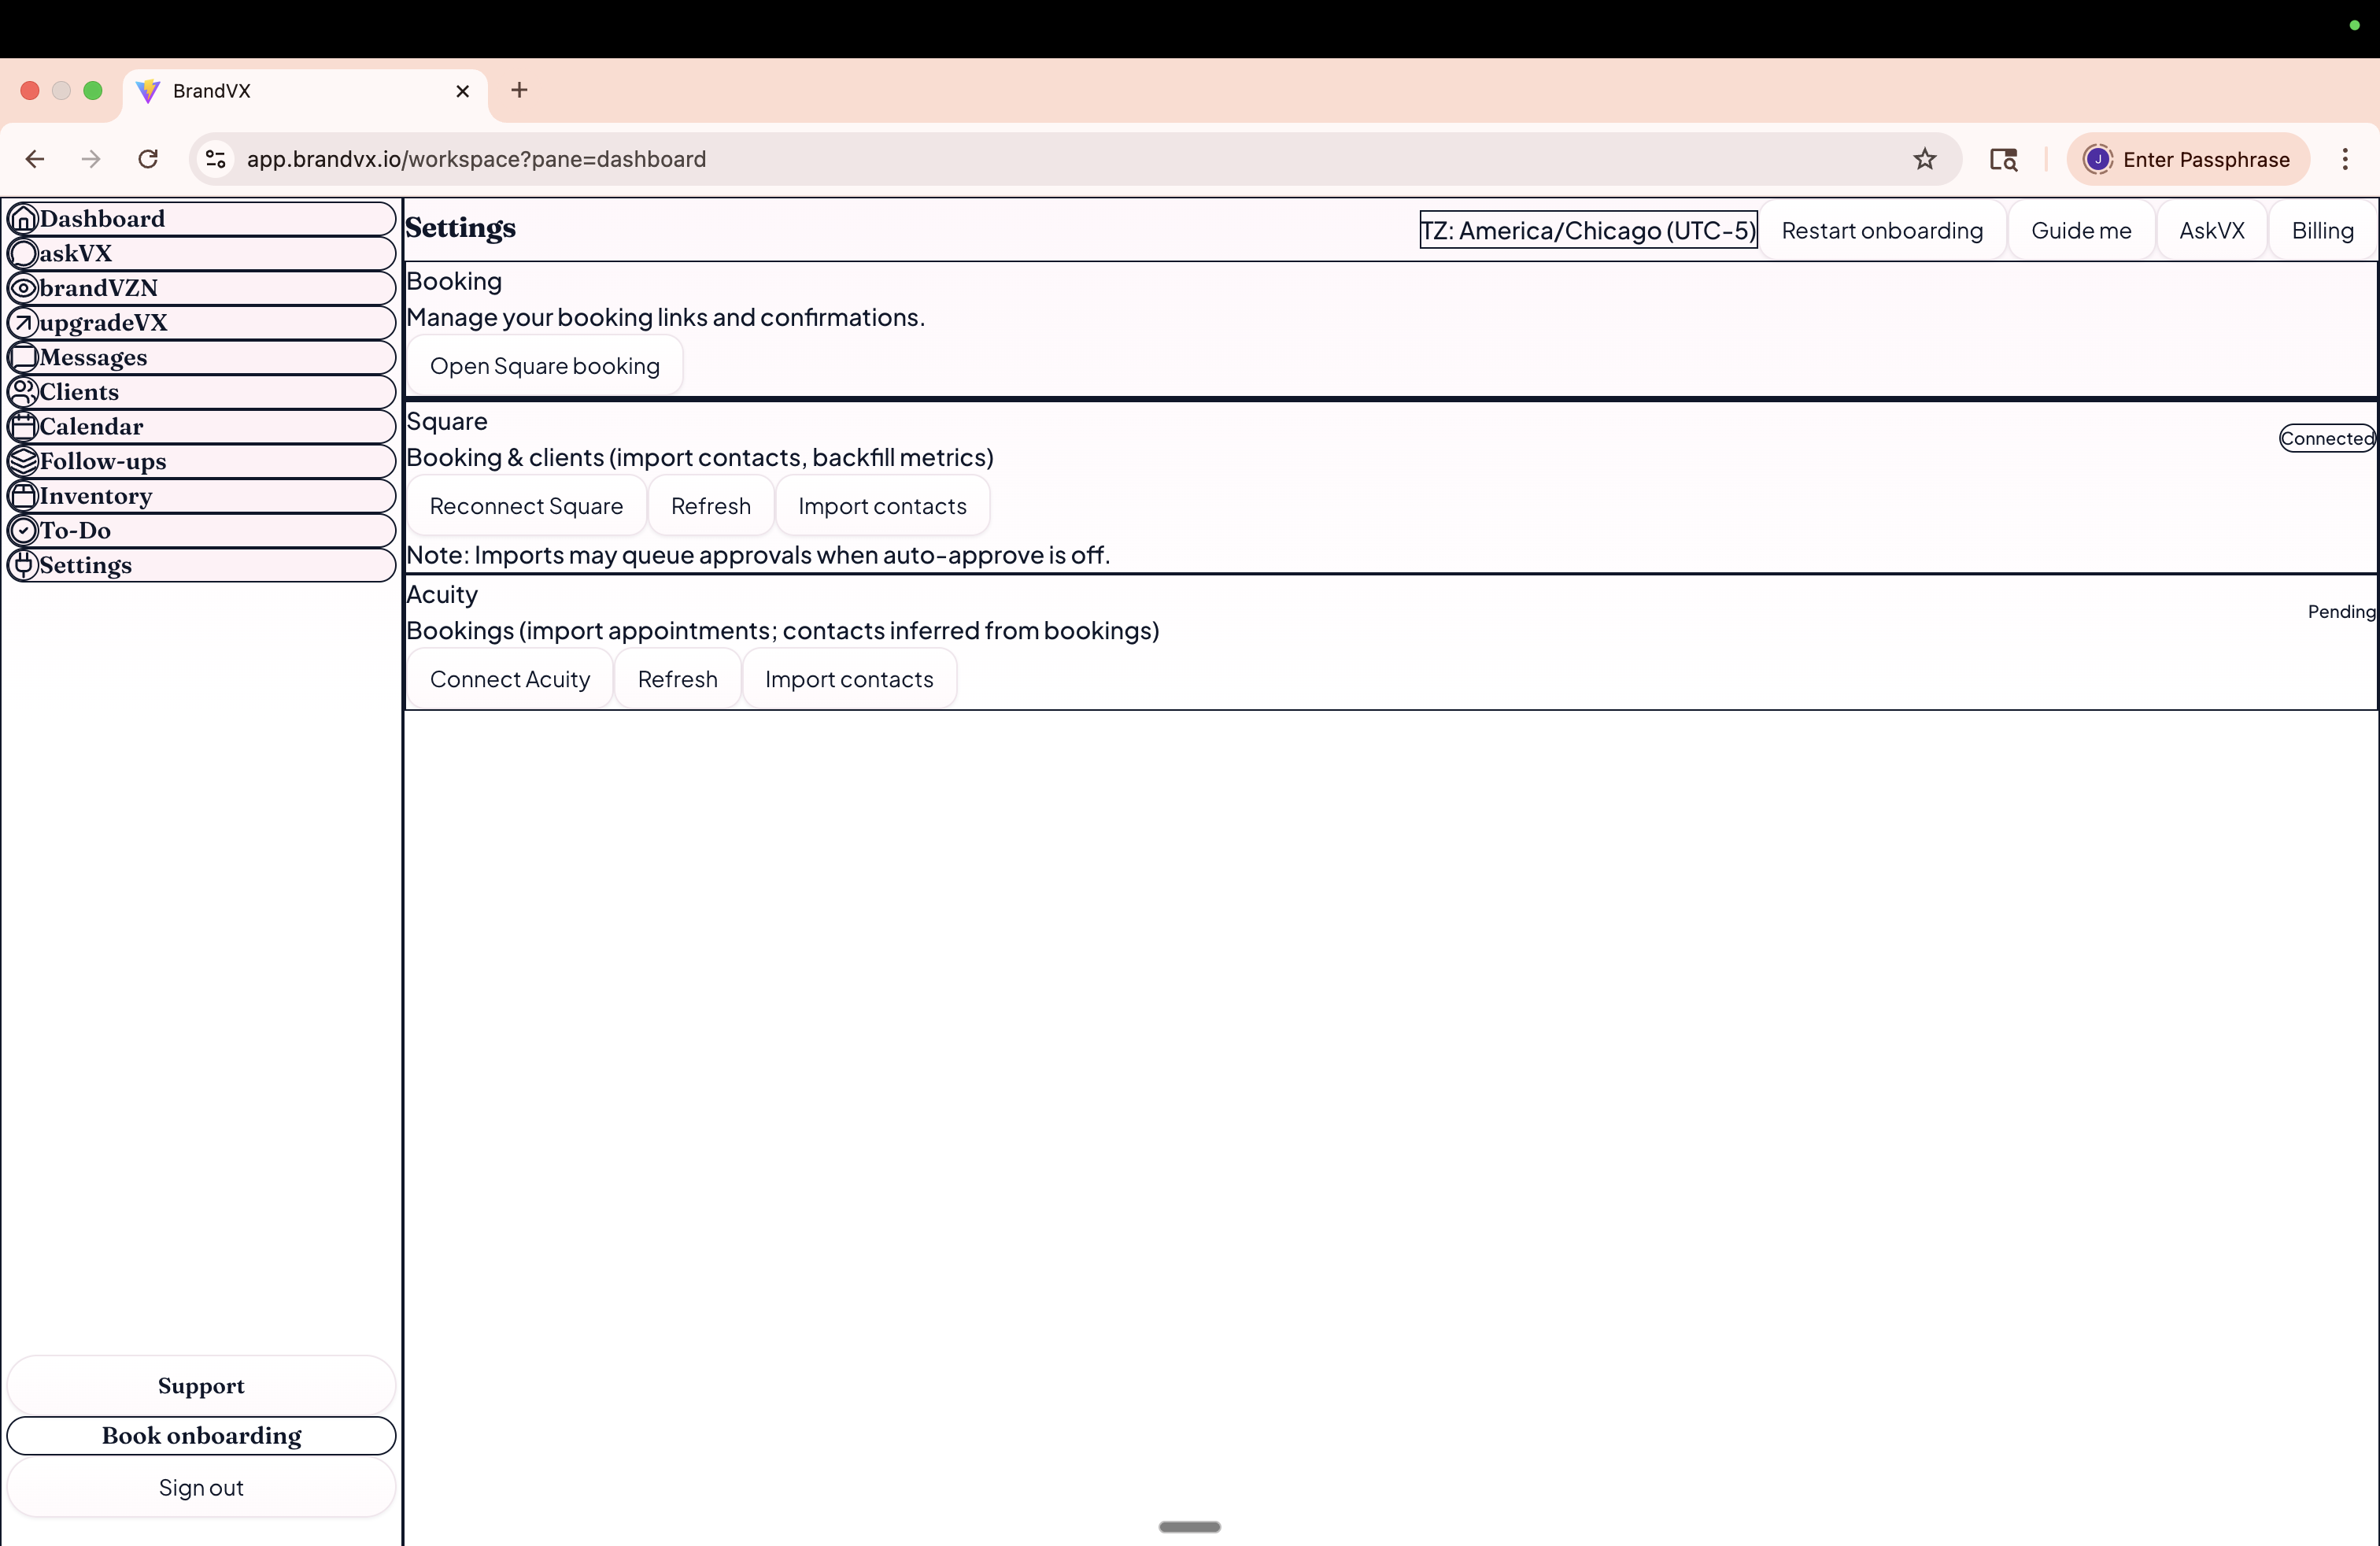 BrandVX
app.brandvx.io/workspace?pane=dashboard
J Enter Passphrase
Dashboard
askVX
brandVZN
upgradeVX
Messages
Clients
Calendar
Follow-ups
Inventory
To-Do
Settings
Support
Book onboarding
Sign out
Settings
TZ: America/Chicago (UTC-5) Restart onboarding Guide me AskVX Billing
Booking
Manage your booking links and confirmations.
Open Square booking
Square
Connected
Booking & clients (import contacts, backfill metrics)
Reconnect Square Refresh Import contacts
Note: Imports may queue approvals when auto-approve is off.
Acuity
Pending
Bookings (import appointments; contacts inferred from bookings)
Connect Acuity Refresh Import contacts